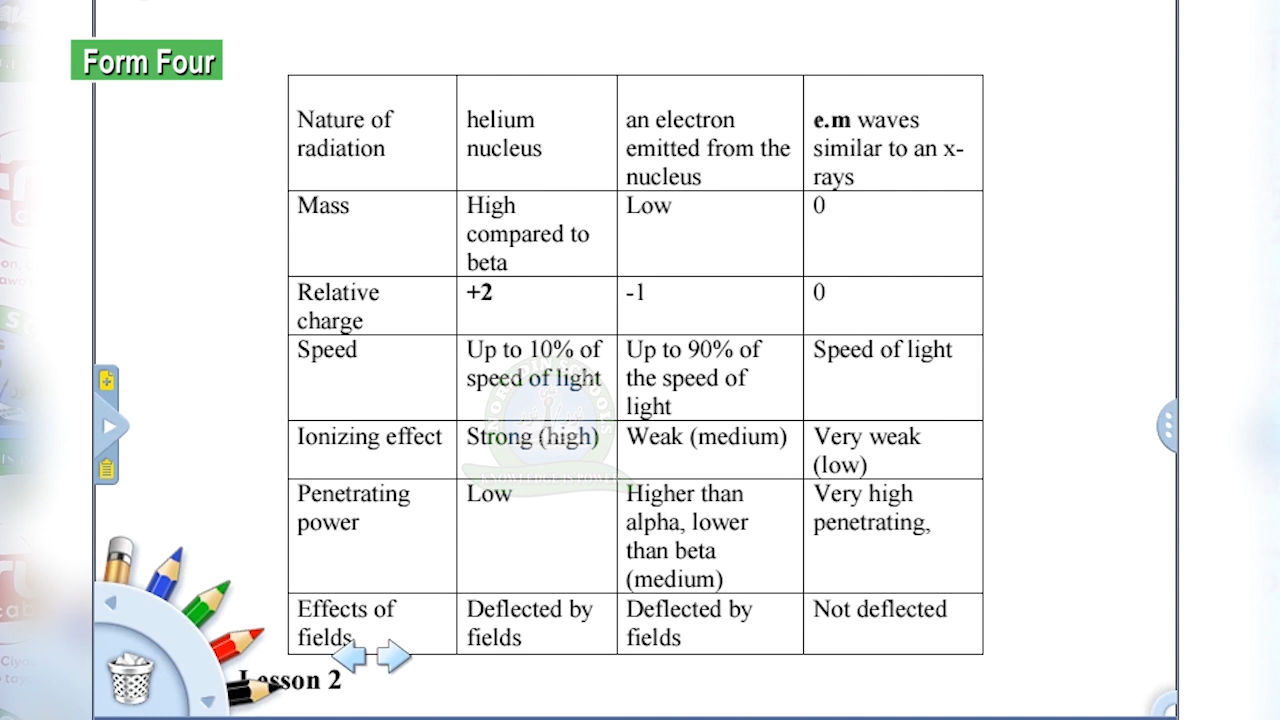 Form Four
Nature of radiation | helium nucleus | an electron emitted from the nucleus | e.m waves similar to an x-rays
Mass | High compared to beta | Low | 0
Relative charge | +2 | -1 | 0
Speed | Up to 10% of speed of light | Up to 90% of the speed of light | Speed of light
Ionizing effect | Strong (high) | Weak (medium) | Very weak (low)
Penetrating power | Low | Higher than alpha, lower than beta (medium) | Very high penetrating,
Effects of fields | Deflected by fields | Deflected by fields | Not deflected
Lesson 2
KNOWLEDGE IS POWER